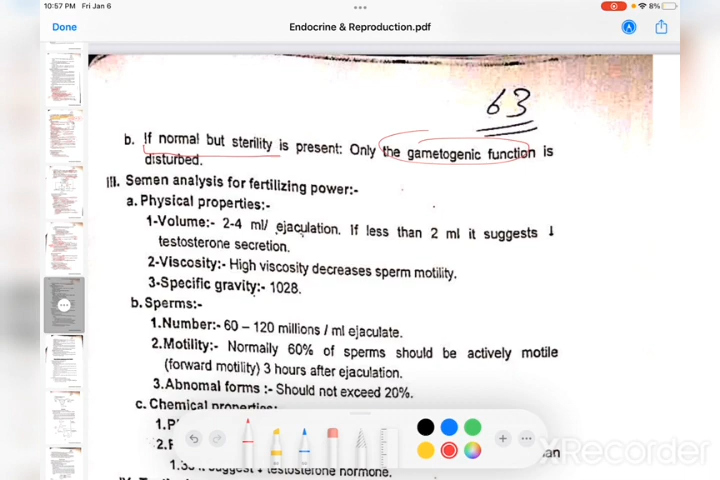 10:57 PM Fri Jan 6
8%
Done
Endocrine & Reproduction.pdf
63
b. If normal but sterility is present: Only the gametogenic function is
disturbed.
III. Semen analysis for fertilizing power:-
a. Physical properties:-
1-Volume:- 2-4 ml/ ejaculation. If less than 2 ml it suggests ↓
testosterone secretion.
2-Viscosity:- High viscosity decreases sperm motility.
3-Specific gravity:- 1028.
b. Sperms:-
1.Number:- 60 – 120 millions / ml ejaculate.
2.Motility:- Normally 60% of sperms should be actively motile
(forward motility) 3 hours after ejaculation.
3.Abnomal forms :- Should not exceed 20%.
c. Chemical properties:-
1.P
2.F
testosterone hormone.
XRecorder